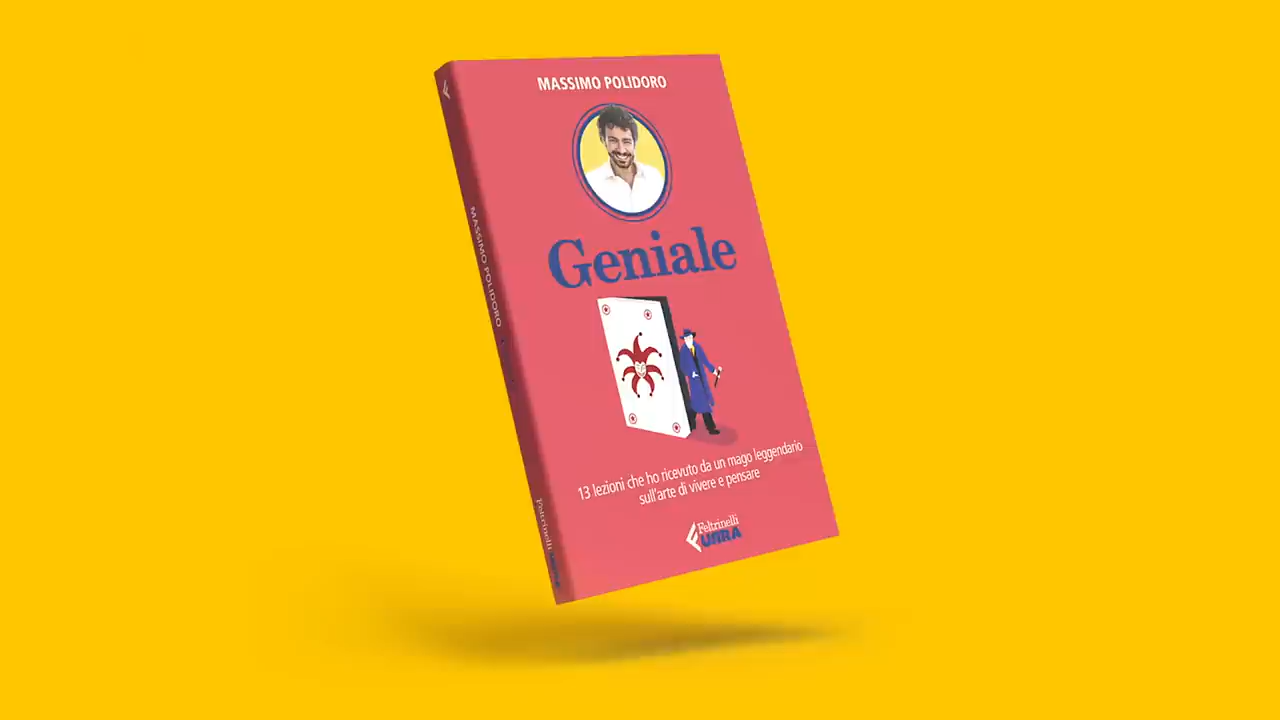 MASSIMO POLIDORO
Geniale
13 lezioni che ho ricevuto da un mago leggendario
sull'arte di vivere e pensare
Feltrinelli
URRA
MASSIMO POLIDORO
Feltrinelli